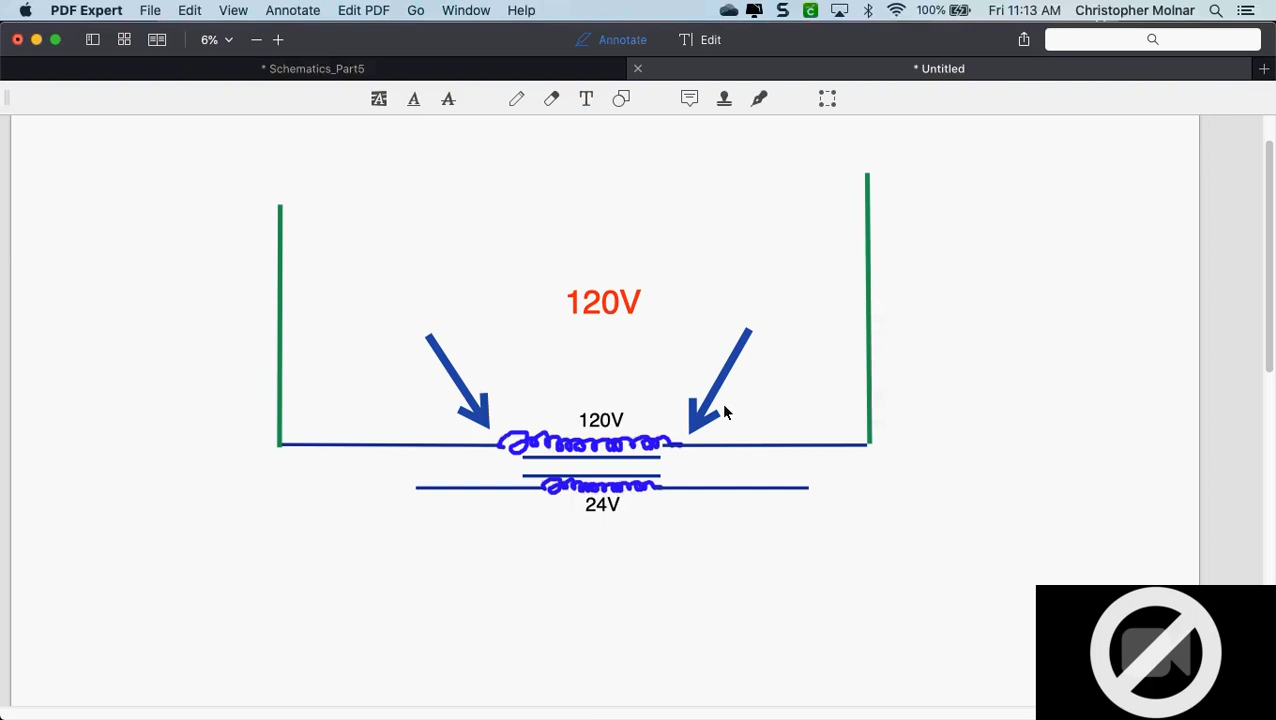 PDF Expert File Edit View Annotate Edit PDF Go Window Help 100% Fri 11:13 AM Christopher Molnar
6% Annotate Edit
* Schematics_Part5 * Untitled
120V
120V
24V